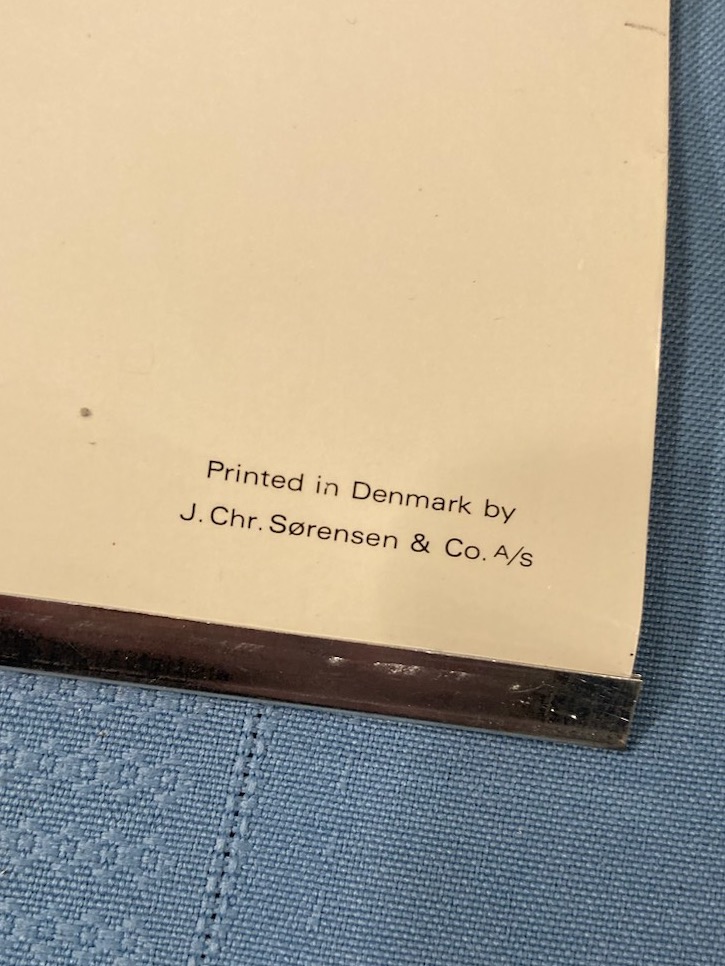 Printed in Denmark by
J. Chr. Sørensen & Co. A/s